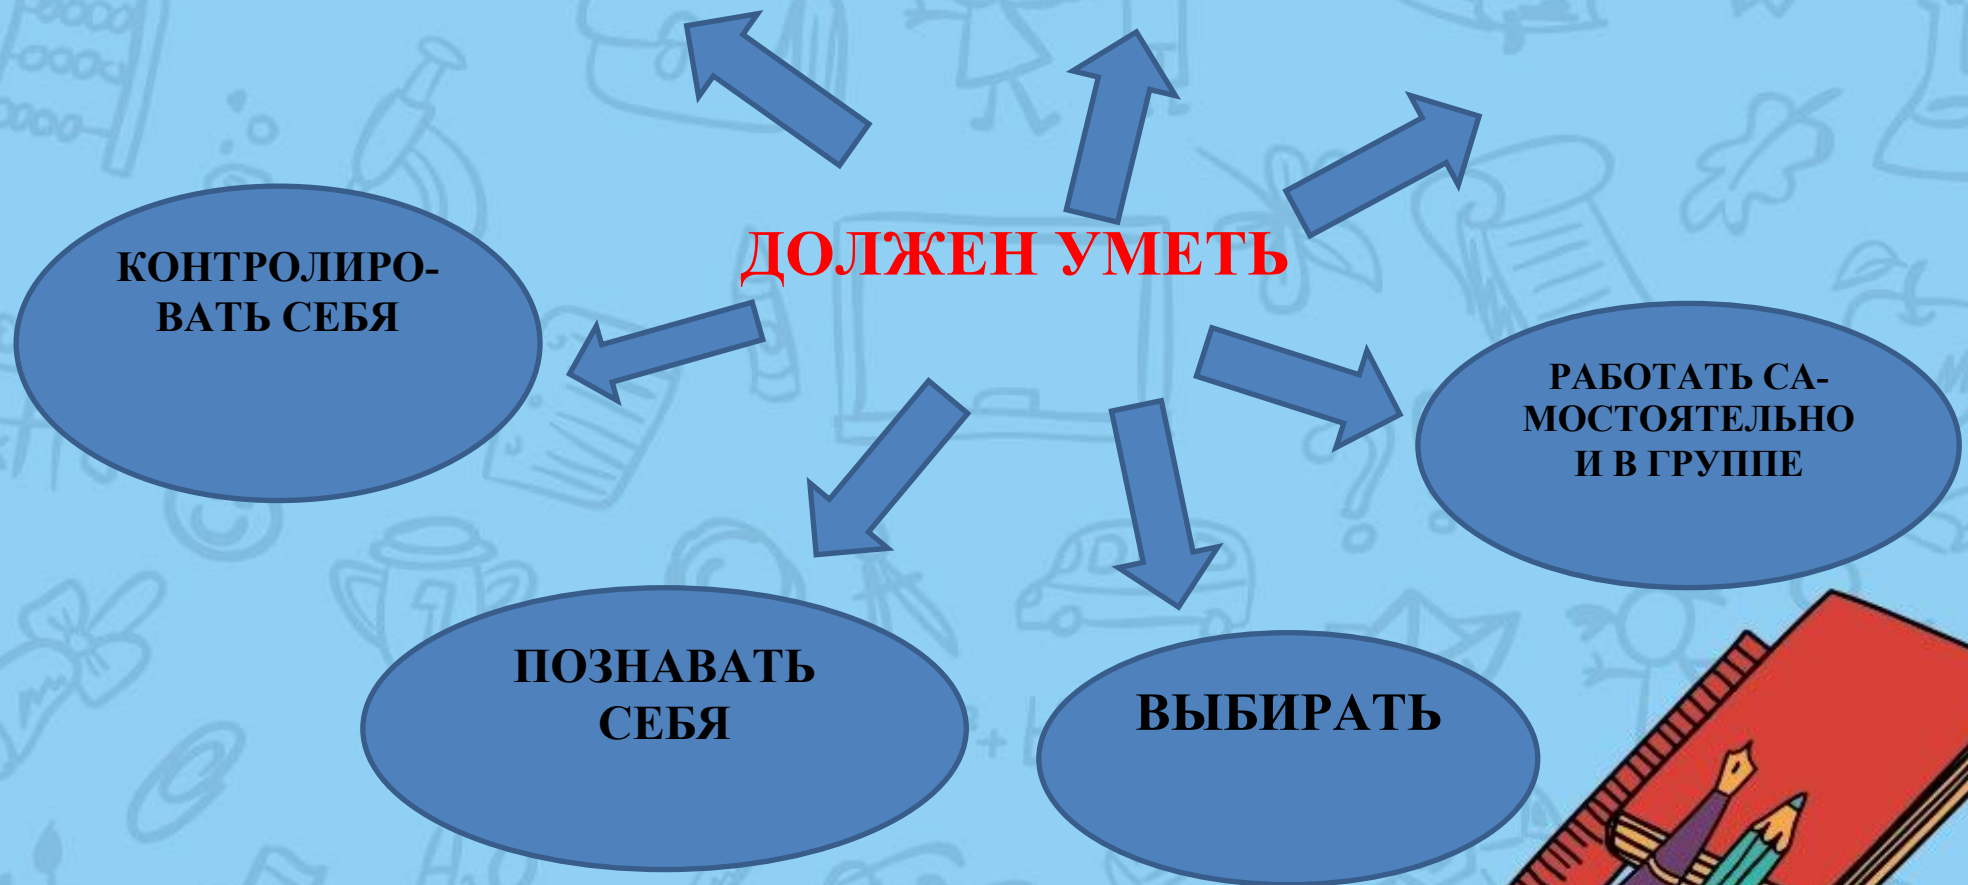 ДОЛЖЕН УМЕТЬ
КОНТРОЛИРО-
ВАТЬ СЕБЯ
РАБОТАТЬ СА-
МОСТОЯТЕЛЬНО
И В ГРУППЕ
ПОЗНАВАТЬ
СЕБЯ
ВЫБИРАТЬ